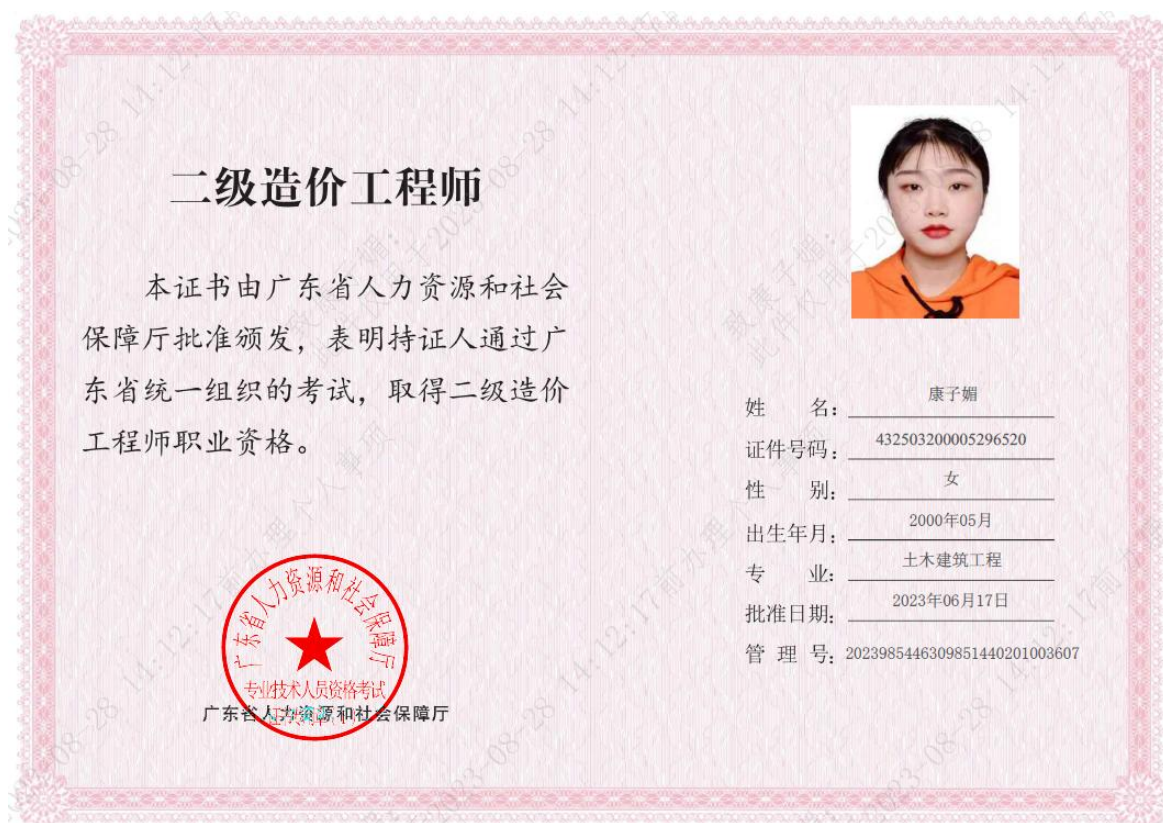 二级造价工程师
本证书由广东省人力资源和社会
保障厅批准颁发，表明持证人通过广
东省统一组织的考试，取得二级造价
工程师职业资格。
广东省人力资源和社会保障厅
专业技术人员资格考试
广东省人力资源和社会保障厅
姓　　名：康子媚
证件号码：432503200005296520
性　　别：女
出生年月：2000年05月
专　　业：土木建筑工程
批准日期：2023年06月17日
管 理 号：20239854463098514402010​03607